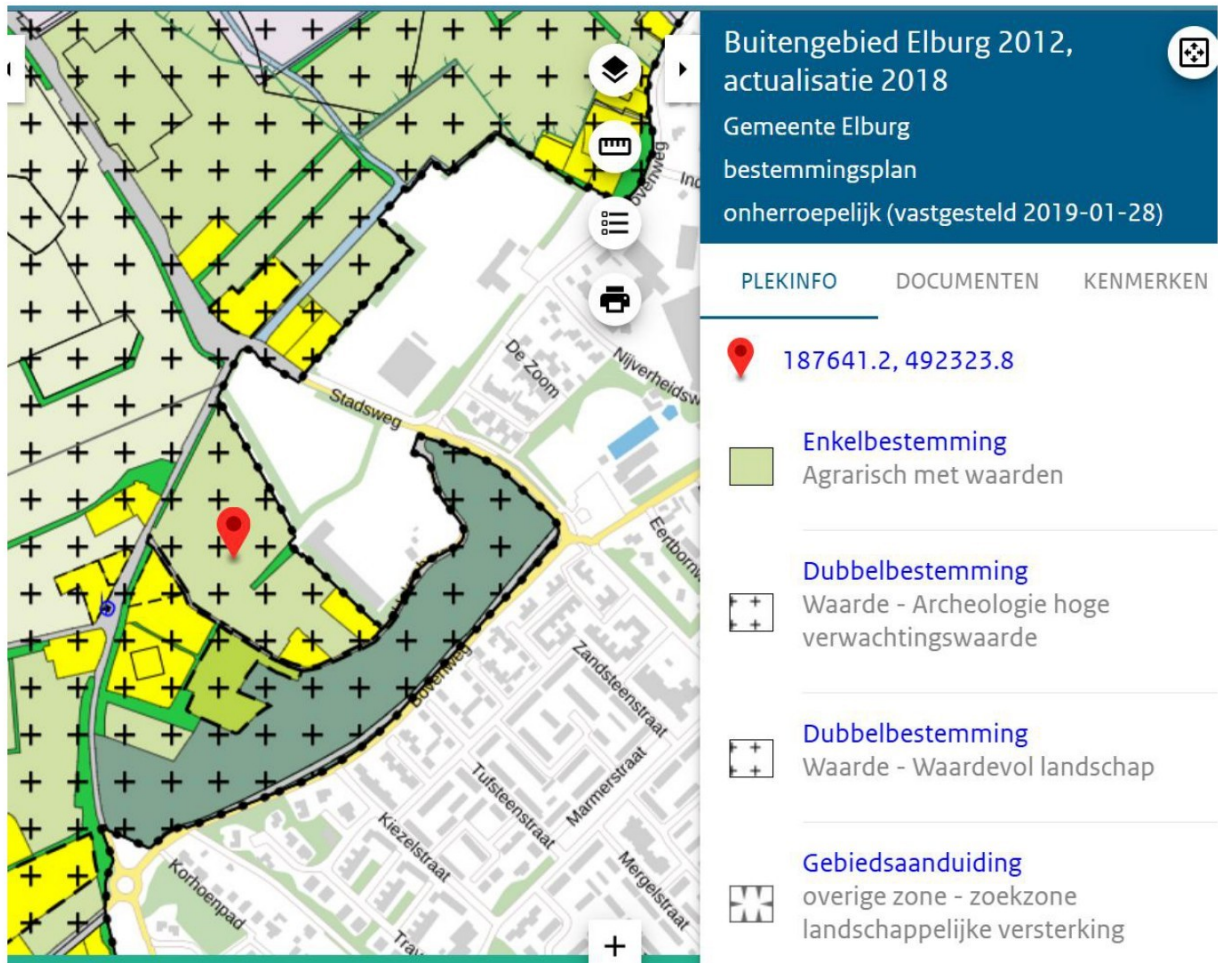 Buitengebied Elburg 2012,
actualisatie 2018
Gemeente Elburg
bestemmingsplan
onherroepelijk (vastgesteld 2019-01-28)
PLEKINFO DOCUMENTEN KENMERKEN
187641.2, 492323.8
Enkelbestemming
Agrarisch met waarden
Dubbelbestemming
Waarde - Archeologie hoge
verwachtingswaarde
Dubbelbestemming
Waarde - Waardevol landschap
Gebiedsaanduiding
overige zone - zoekzone
landschappelijke versterking
De Zoom
Stadsweg
Bovenweg
Zandsteenstraat
Tufsteenstraat
Marmerstraat
Kiezelstraat
Mergelstraat
Korhoenpad